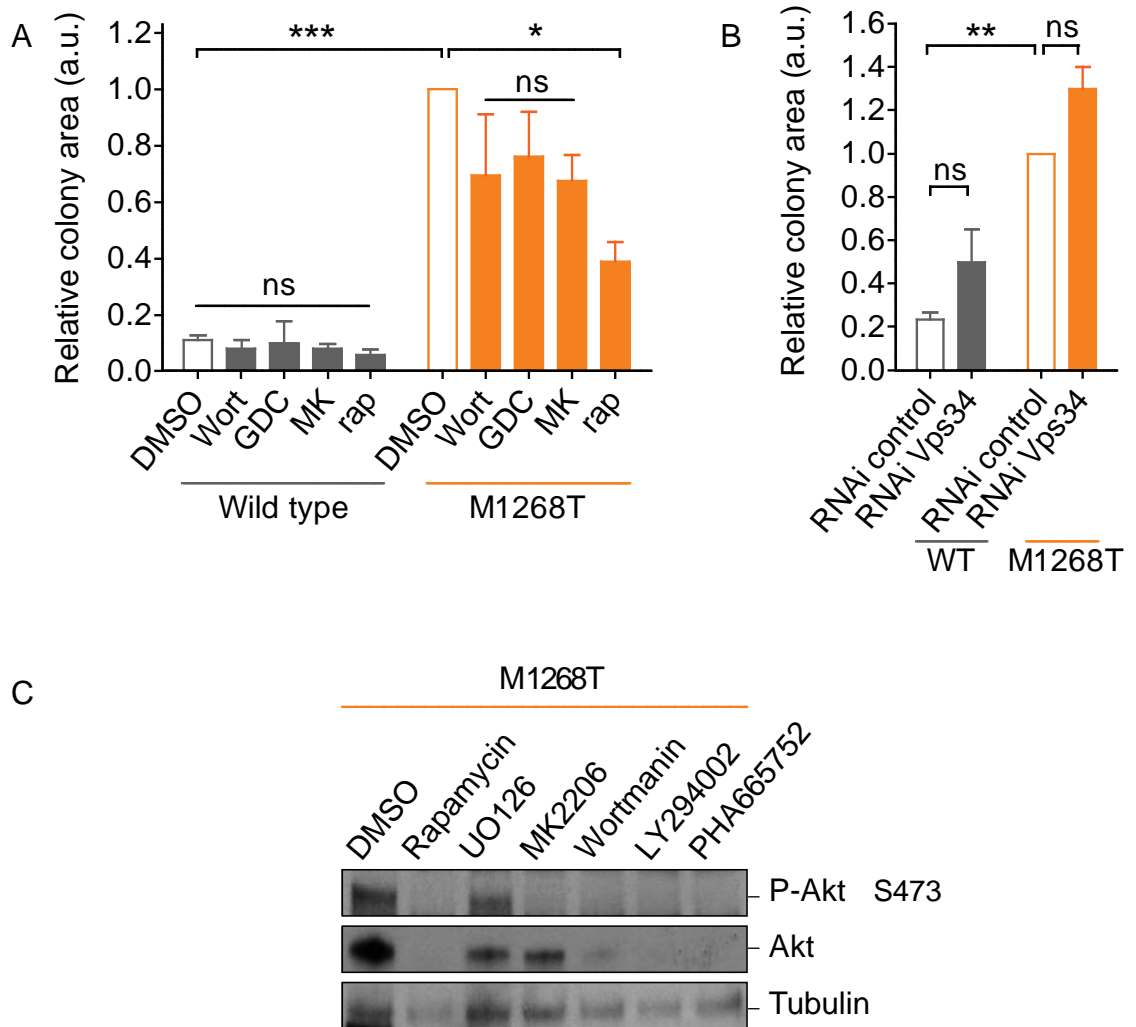 A
Relative colony area (a.u.)
1.2
1.0
0.8
0.6
0.4
0.2
0.0
***
*
ns
ns
DMSO
Wort
GDC
MK
rap
DMSO
Wort
GDC
MK
rap
Wild type
M1268T
B
Relative colony area (a.u.)
1.6
1.4
1.2
1.0
0.8
0.6
0.4
0.2
0.0
**
ns
ns
RNAi control
RNAi Vps34
RNAi control
RNAi Vps34
WT
M1268T
C
M1268T
DMSO
Rapamycin
UO126
MK2206
Wortmanin
LY294002
PHA665752
P-Akt S473
Akt
Tubulin